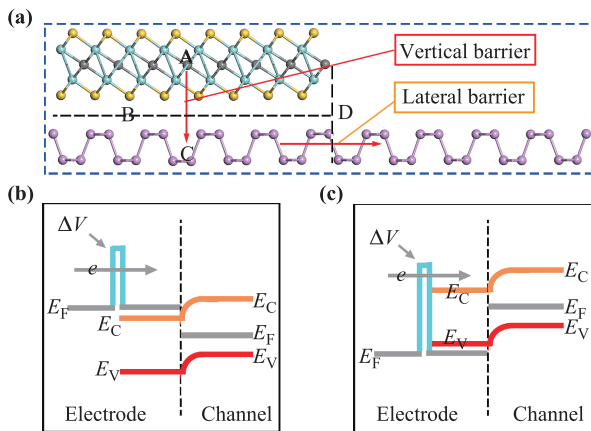 (a)
A
Vertical barrier
B
D
Lateral barrier
C
(b)
ΔV
e
E_F
E_C
E_C
E_F
E_V
E_V
Electrode
Channel
(c)
ΔV
e
E_C
E_C
E_F
E_V
E_V
E_F
Electrode
Channel